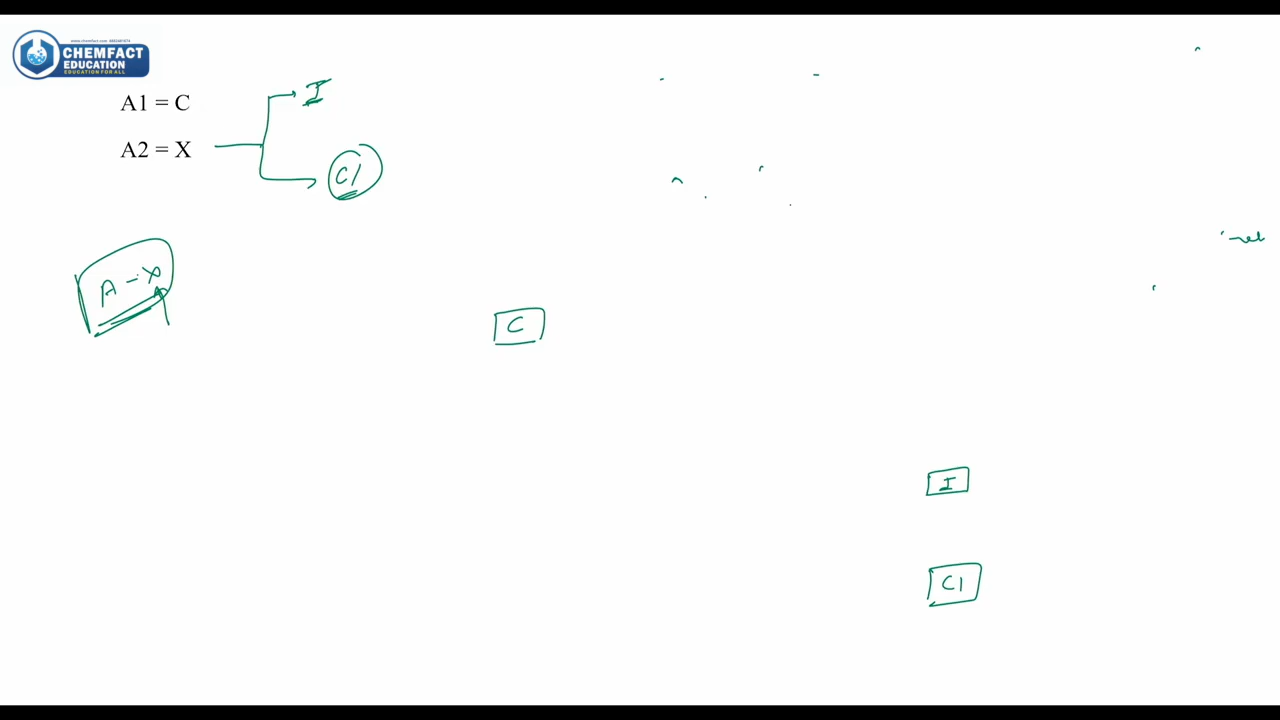 CHEMFACT
EDUCATION
EDUCATION FOR ALL
I
A1 = C
A2 = X
Cl
A - X
C
I
Cl